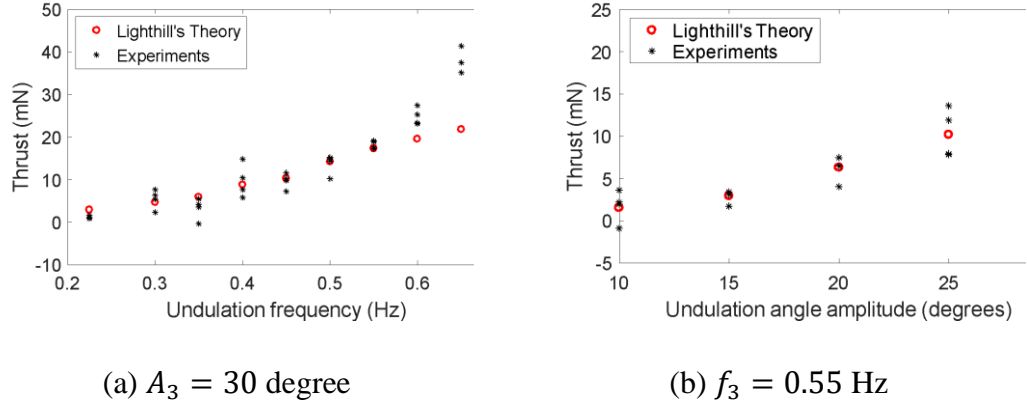 50
40
30
20
10
0
-10
Thrust (mN)
Lighthill's Theory
Experiments
0.2 0.3 0.4 0.5 0.6
Undulation frequency (Hz)
(a) A₃ = 30 degree
25
20
15
10
5
0
-5
Thrust (mN)
Lighthill's Theory
Experiments
10 15 20 25
Undulation angle amplitude (degrees)
(b) f₃ = 0.55 Hz